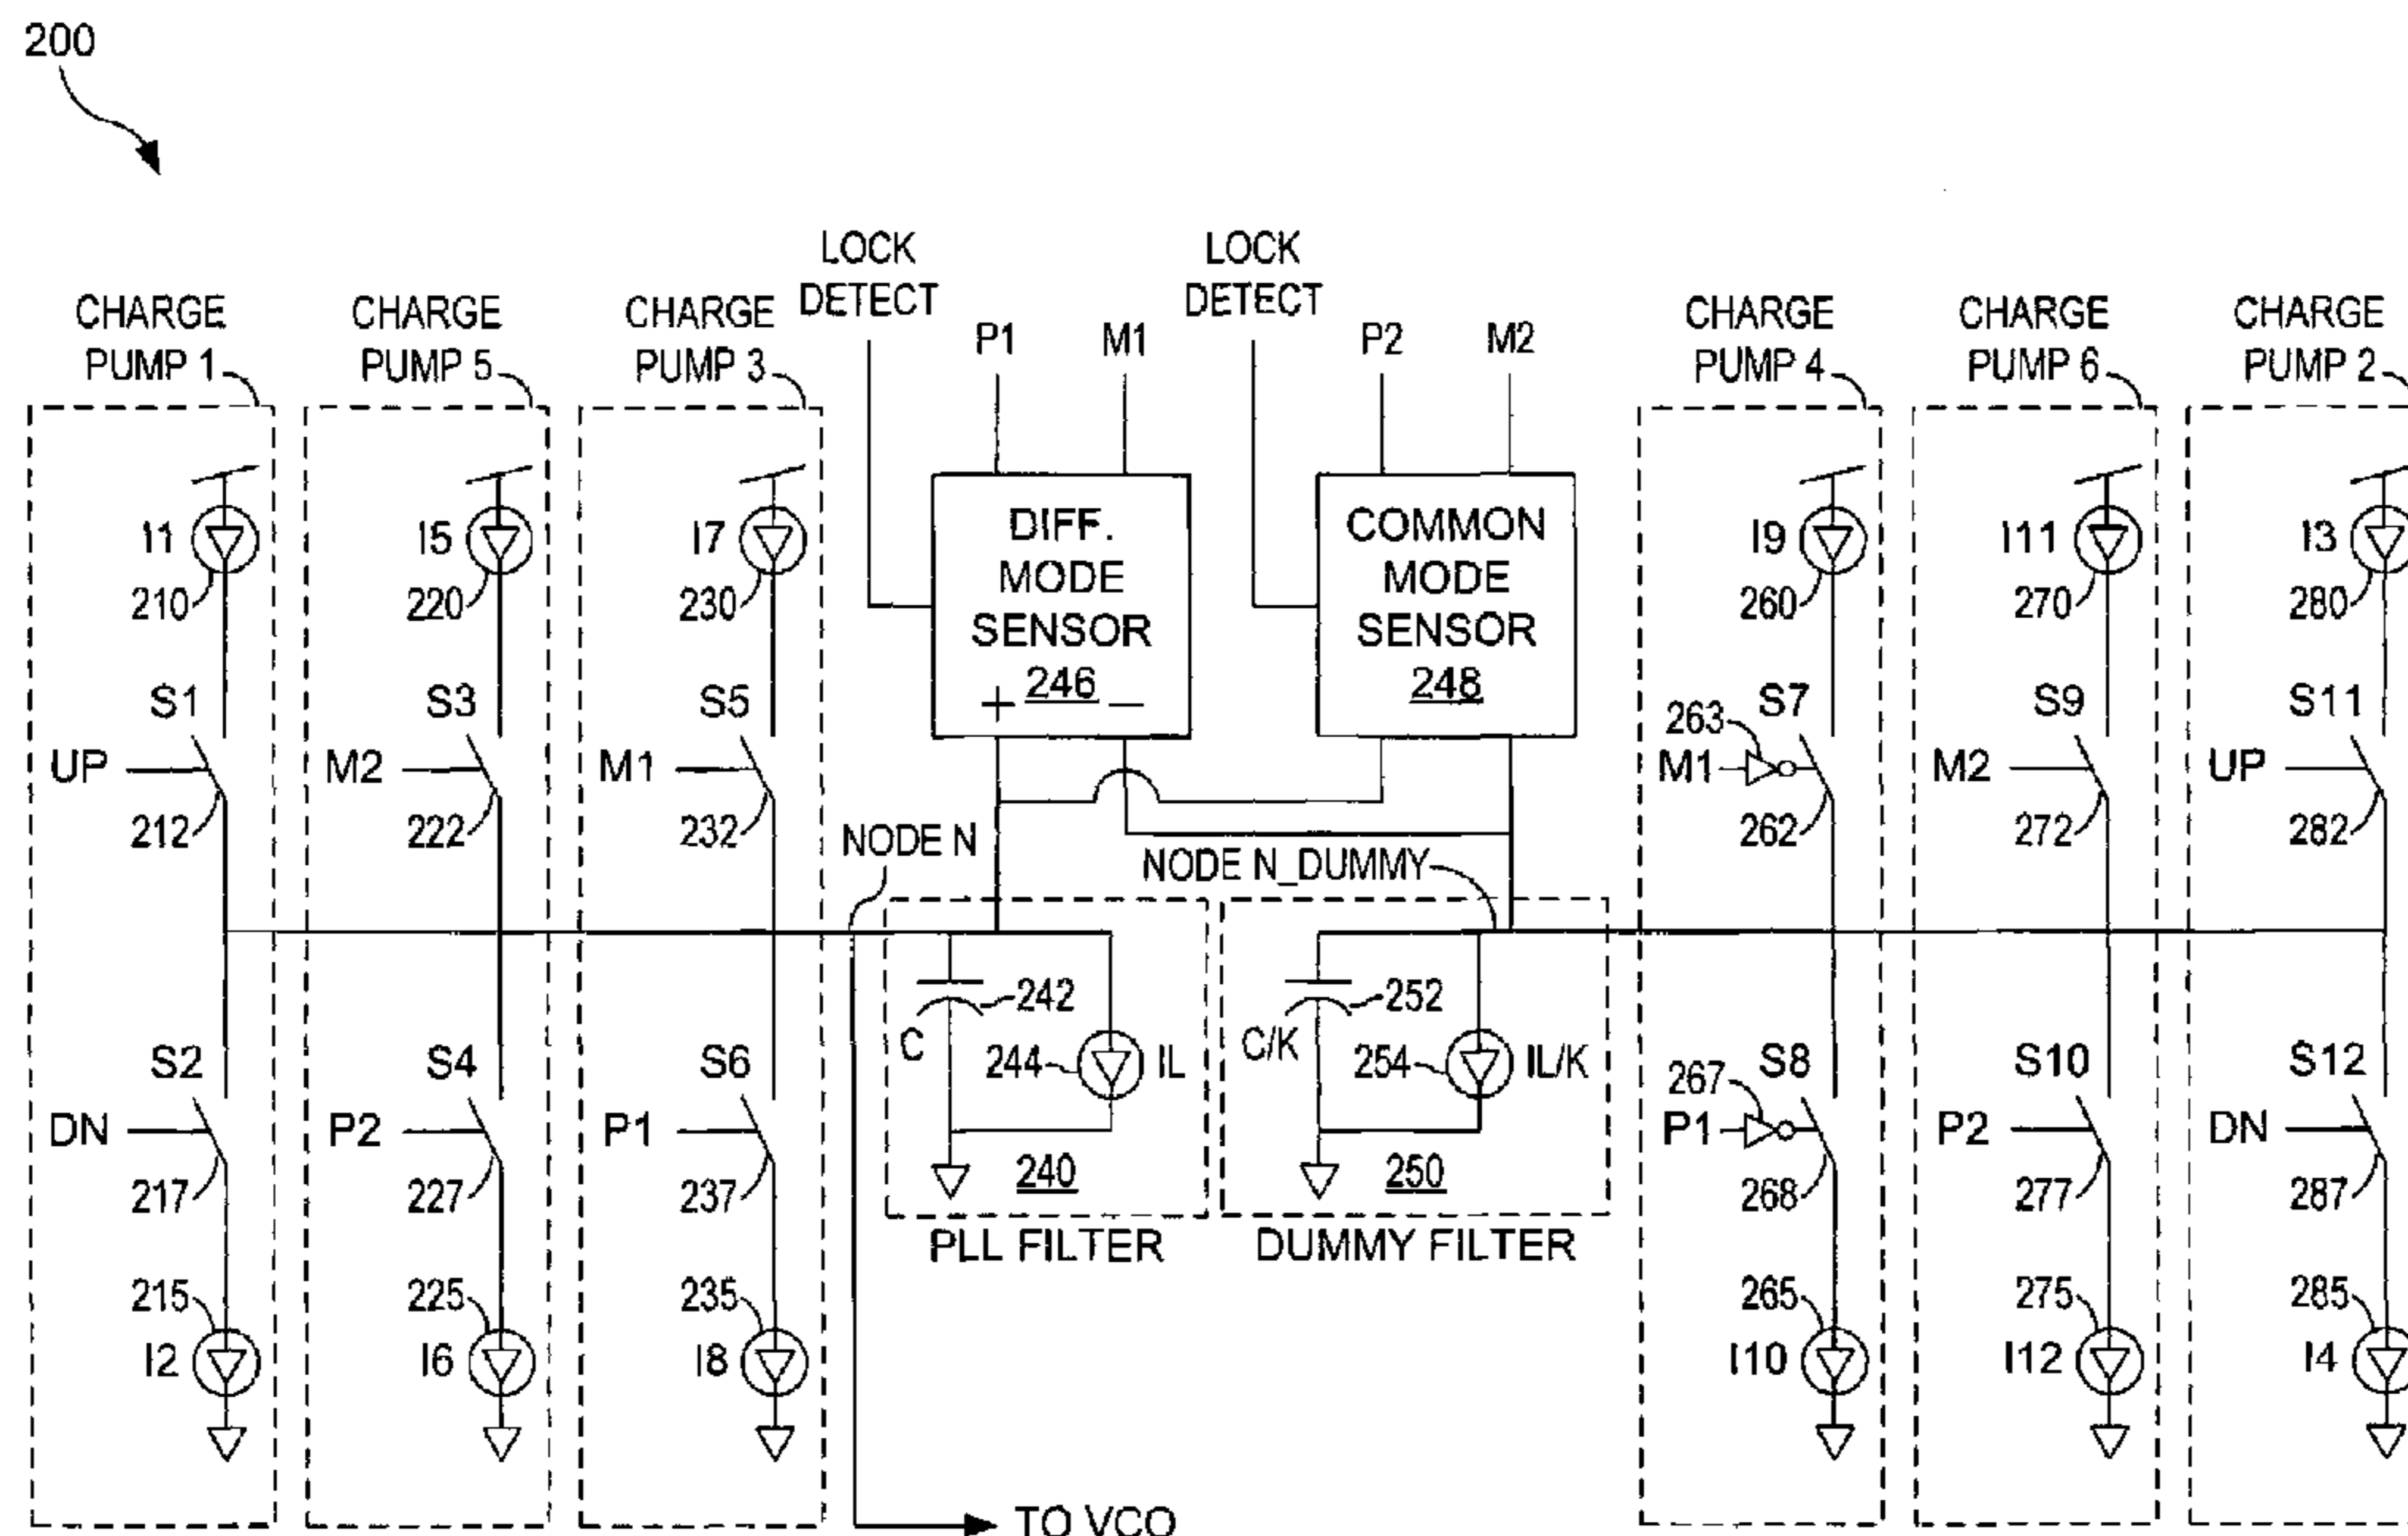 200
LOCK
DETECT
LOCK
DETECT
CHARGE
PUMP 1
CHARGE
PUMP 5
CHARGE
PUMP 3
P1
M1
P2
M2
CHARGE
PUMP 4
CHARGE
PUMP 6
CHARGE
PUMP 2
I1
210
I5
220
I7
230
DIFF.
MODE
SENSOR
246
+
−
COMMON
MODE
SENSOR
248
I9
260
I11
270
I3
280
S1
UP
212
S3
M2
222
S5
M1
232
263
S7
M1
262
S9
M2
272
S11
UP
282
NODE N
NODE N_DUMMY
C
242
244
IL
240
PLL FILTER
C/K
252
254
IL/K
250
DUMMY FILTER
S2
DN
217
S4
P2
227
S6
P1
237
267
S8
P1
268
S10
P2
277
S12
DN
287
215
I2
225
I6
235
I8
265
I10
275
I12
285
I4
TO VCO